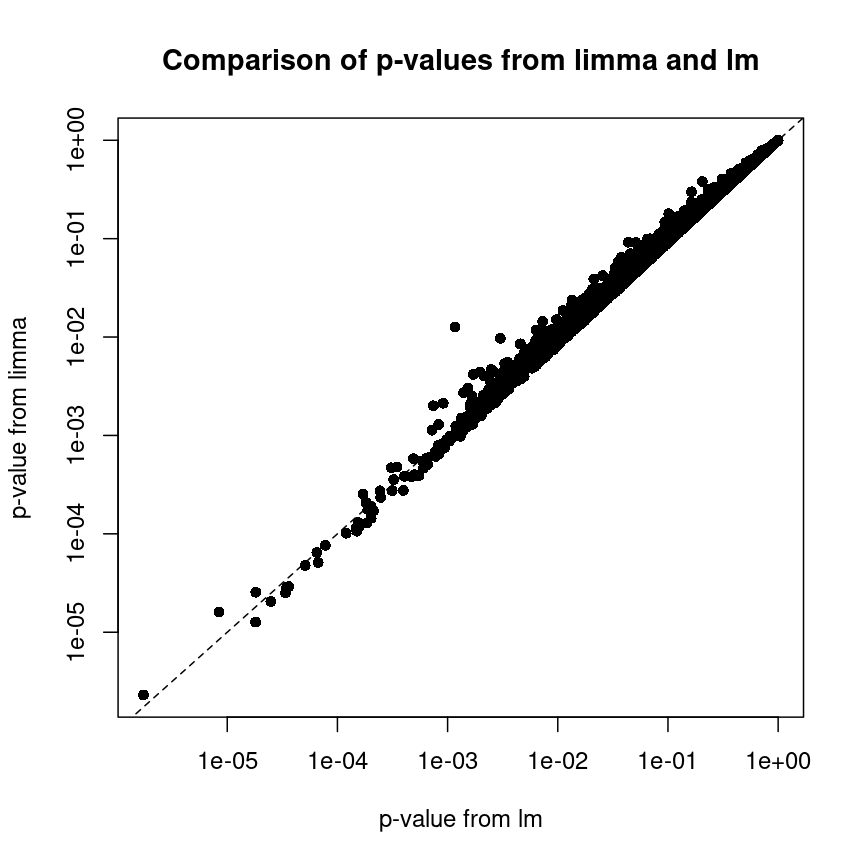 Comparison of p-values from limma and lm
p-value from limma
1e+00
1e-01
1e-02
1e-03
1e-04
1e-05
1e-05 1e-04 1e-03 1e-02 1e-01 1e+00
p-value from lm